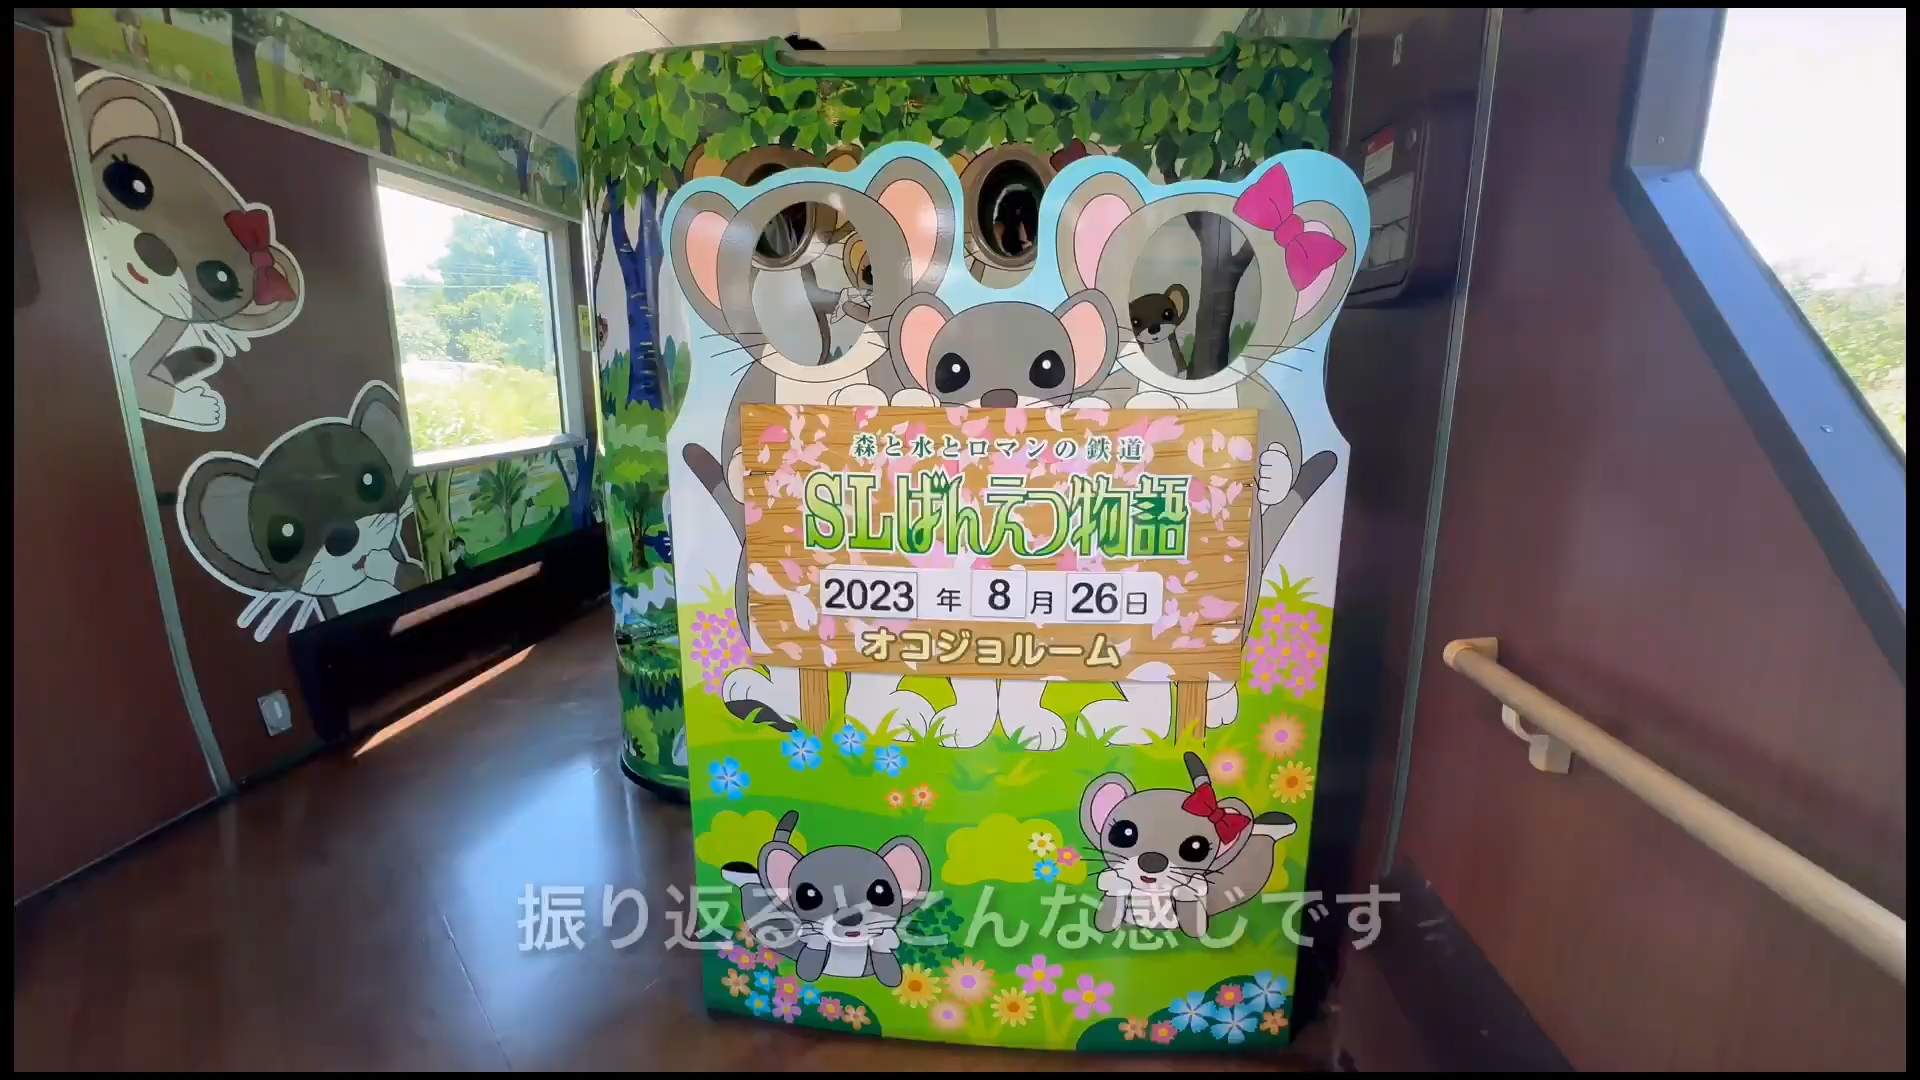 森と水とロマンの鉄道
SLばんえつ物語
2023年8月26日
オコジョルーム
振り返るとこんな感じです